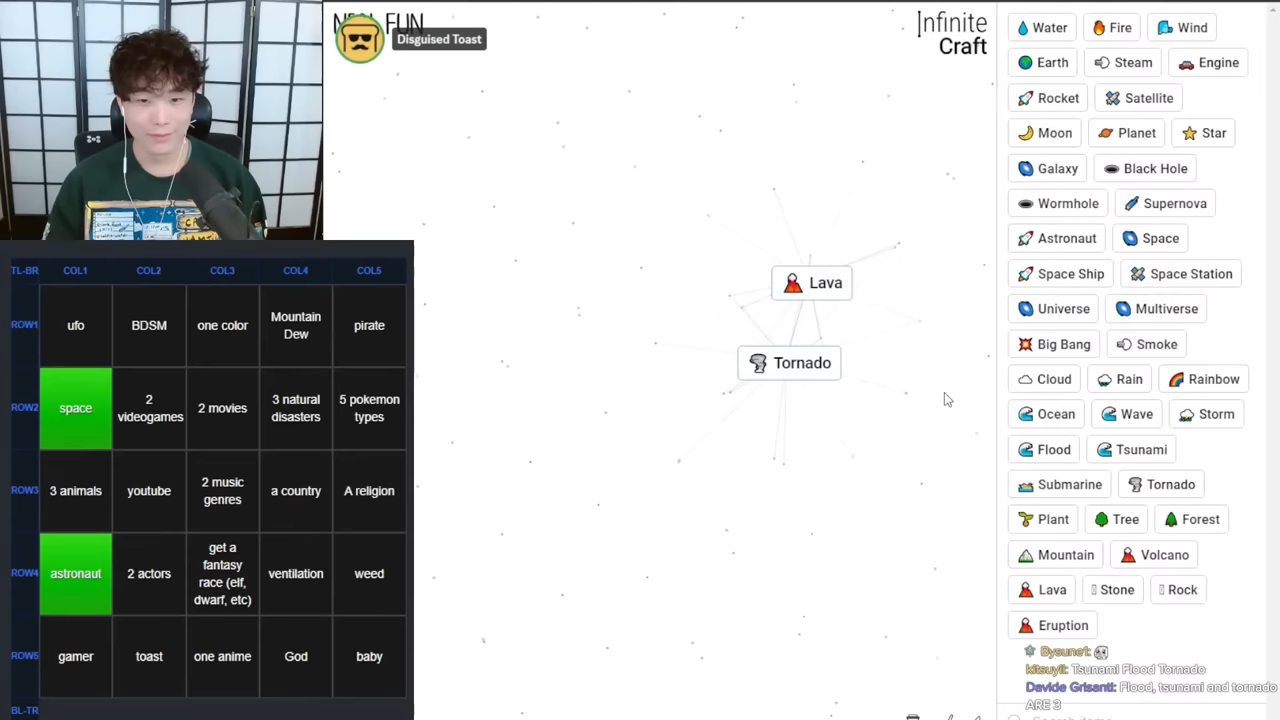 NEAL.FUN
Disguised Toast
Infinite
Craft
Water
Fire
Wind
Earth
Steam
Engine
Rocket
Satellite
Moon
Planet
Star
Galaxy
Black Hole
Wormhole
Supernova
Astronaut
Space
Space Ship
Space Station
Universe
Multiverse
Big Bang
Smoke
Cloud
Rain
Rainbow
Ocean
Wave
Storm
Flood
Tsunami
Submarine
Tornado
Plant
Tree
Forest
Mountain
Volcano
Lava
Stone
Rock
Eruption
Lava
Tornado
TL-BR
COL1
COL2
COL3
COL4
COL5
ROW1
ufo
BDSM
one color
Mountain
Dew
pirate
ROW2
space
2
videogames
2 movies
3 natural
disasters
5 pokemon
types
ROW3
3 animals
youtube
2 music
genres
a country
A religion
ROW4
astronaut
2 actors
get a
fantasy
race (elf,
dwarf, etc)
ventilation
weed
ROW5
gamer
toast
one anime
God
baby
BL-TR
Bysunet:
kitsuyii: Tsunami Flood Tornado
Davide Grisanti: Flood, tsunami and tornado
ARE 3
Search items